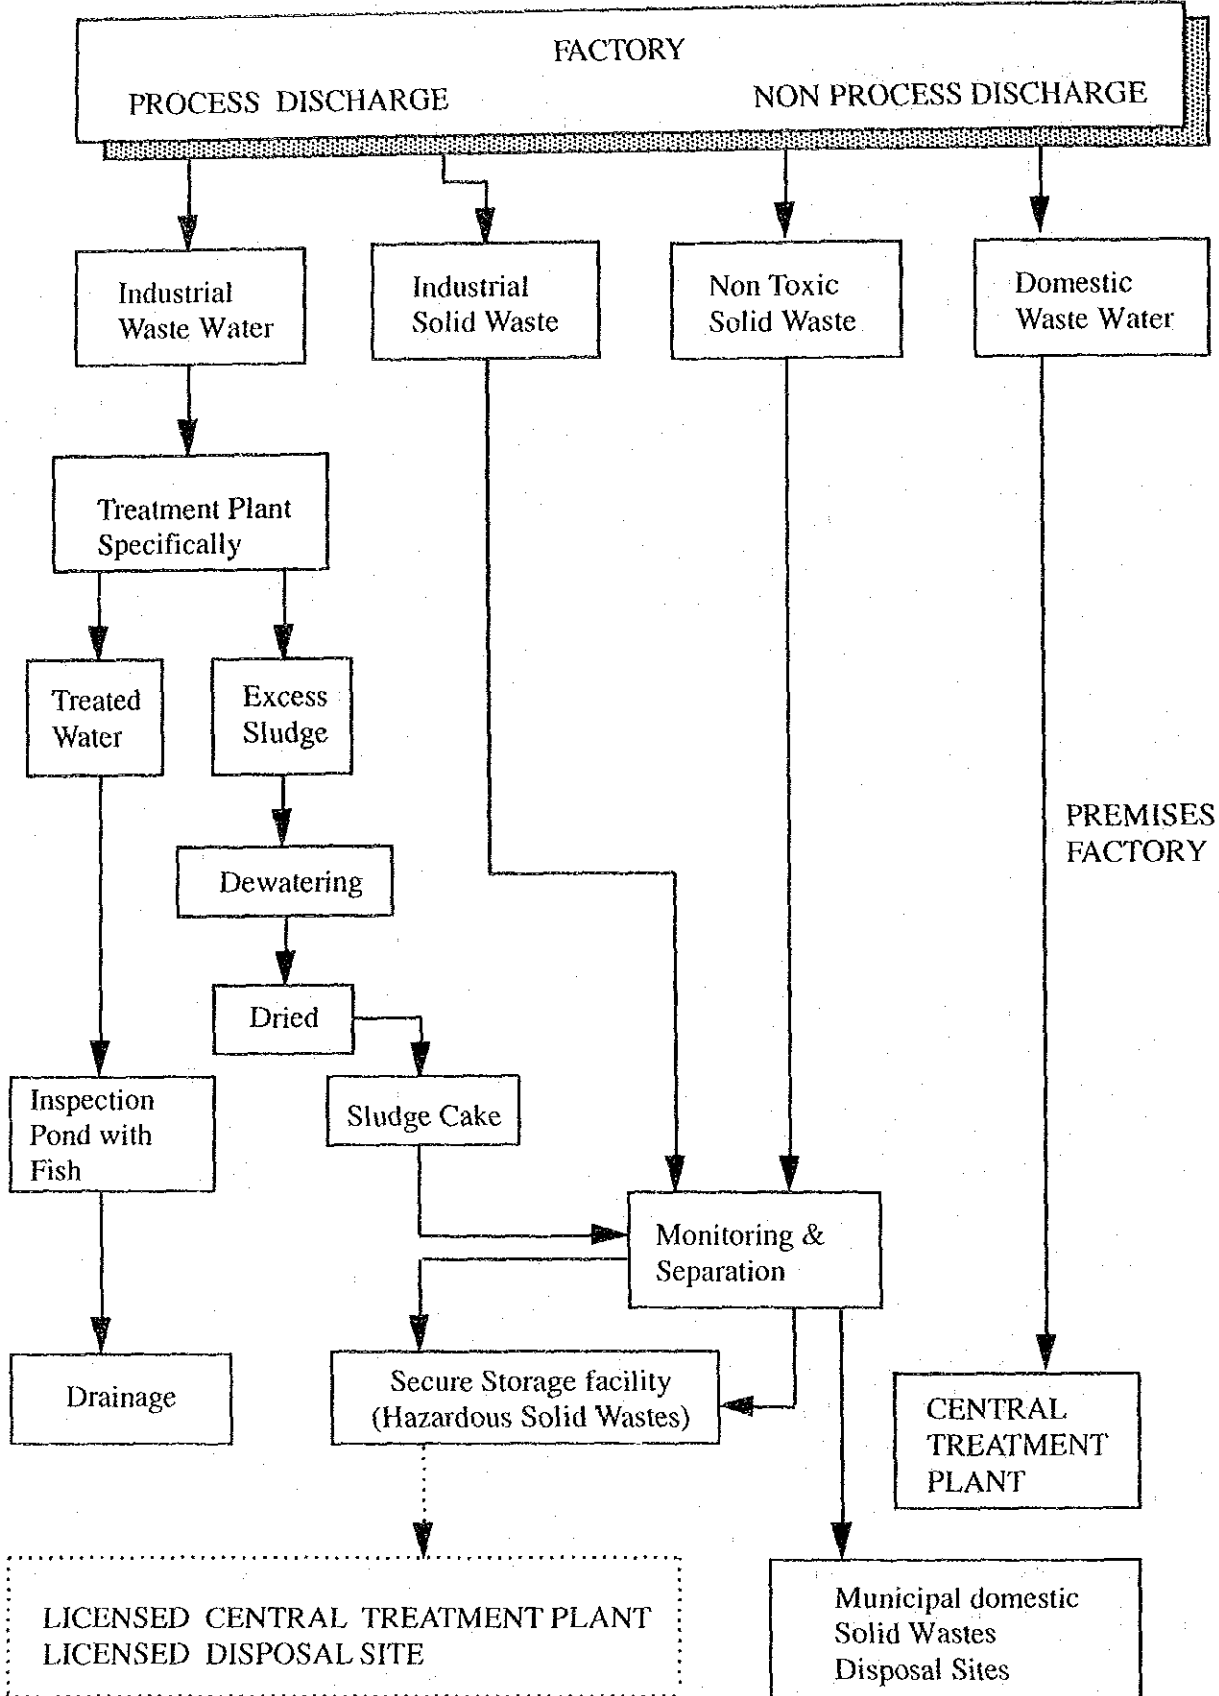 FACTORY
PROCESS DISCHARGE
NON PROCESS DISCHARGE
Industrial
Waste Water
Industrial
Solid Waste
Non Toxic
Solid Waste
Domestic
Waste Water
Treatment Plant
Specifically
Treated
Water
Excess
Sludge
PREMISES
FACTORY
Dewatering
Dried
Inspection
Pond with
Fish
Sludge Cake
Monitoring &
Separation
Drainage
Secure Storage facility
(Hazardous Solid Wastes)
CENTRAL
TREATMENT
PLANT
LICENSED CENTRAL TREATMENT PLANT
LICENSED DISPOSAL SITE
Municipal domestic
Solid Wastes
Disposal Sites